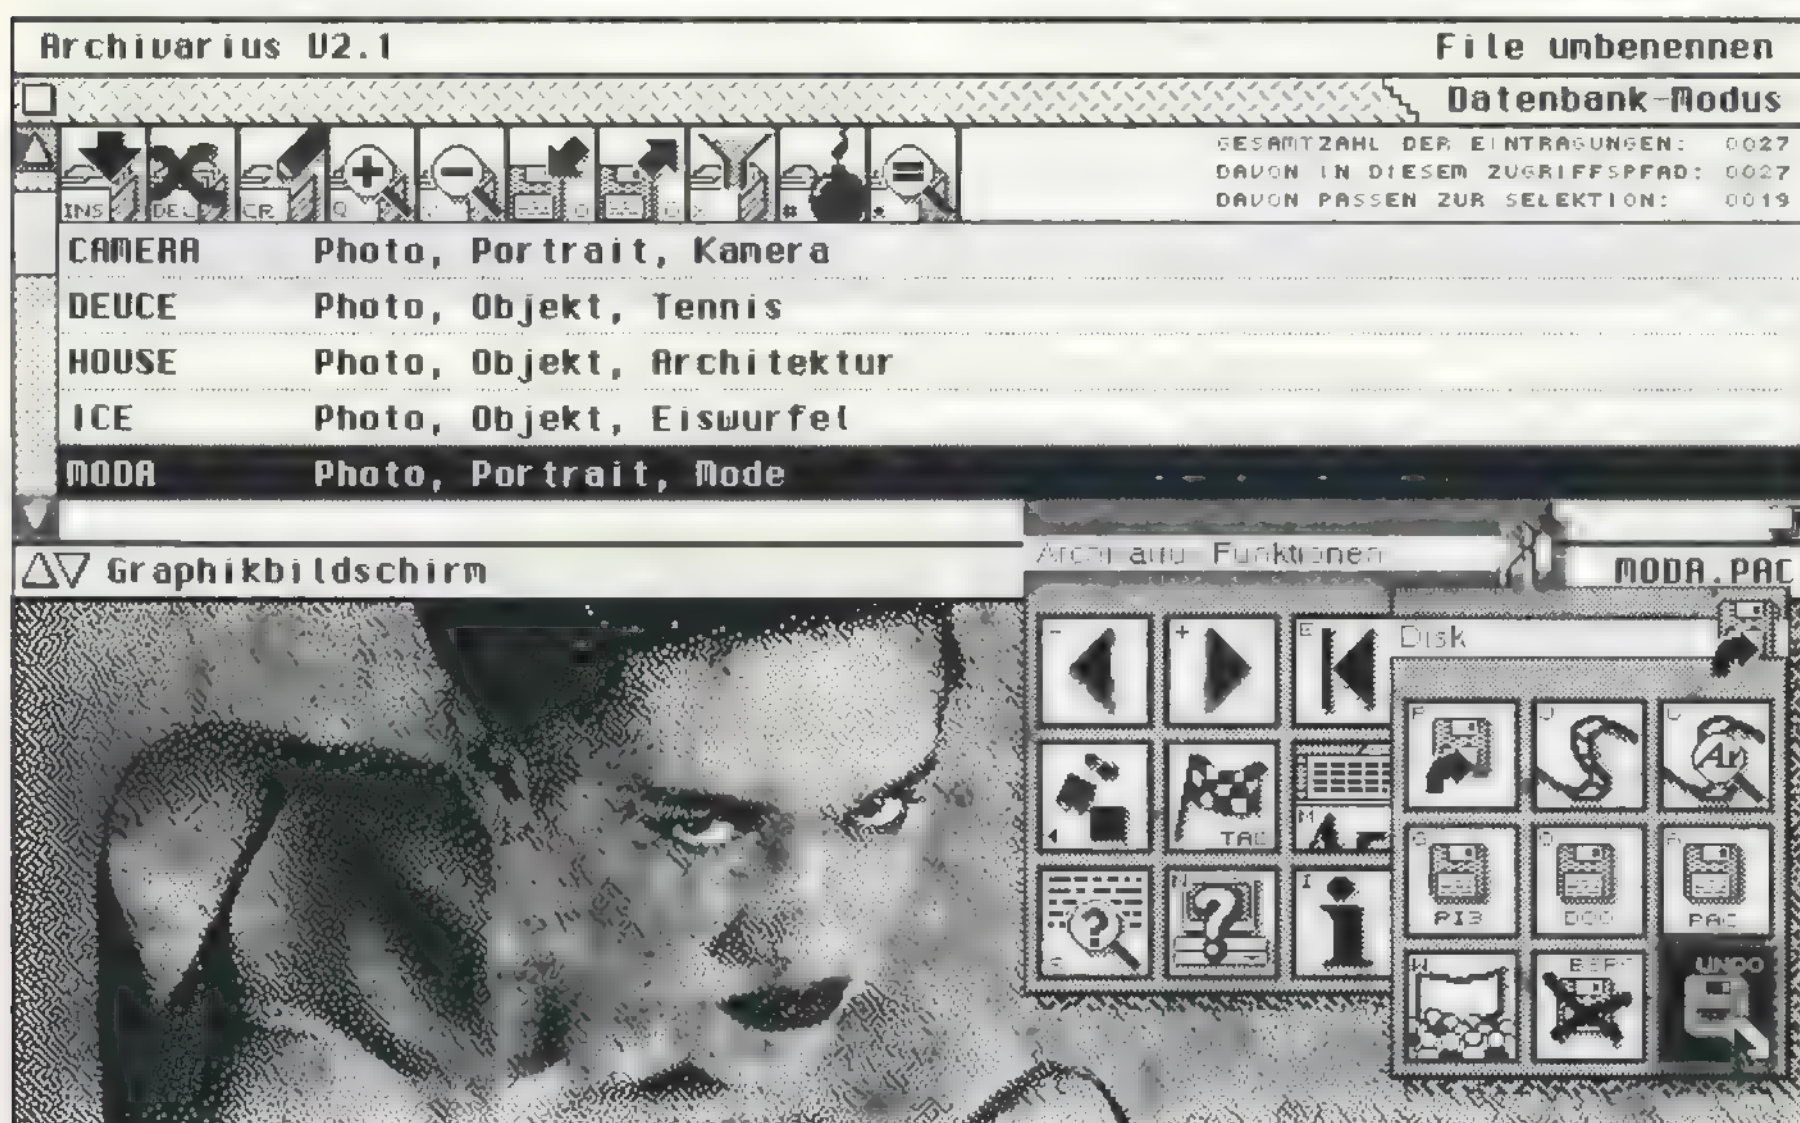 Archivarius V2.1
File umbenennen
Datenbank-Modus
GESAMTZAHL DER EINTRAGUNGEN: 0027
DAVON IN DIESEM ZUGRIFFSPFAD: 0027
DAVON PASSEN ZUR SELEKTION: 0019
INS DEL CR Q
CAMERA Photo, Portrait, Kamera
DEUCE Photo, Objekt, Tennis
HOUSE Photo, Objekt, Architektur
ICE Photo, Objekt, Eiswurfel
MODA Photo, Portrait, Mode
Graphikbildschirm
Funktionen
MODA.PAC
- + E
Disk
J
TAG
M
PI3 PAC
N I
S
W UNDO